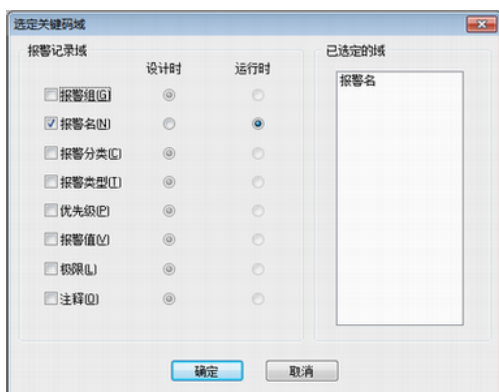 选定关键码域
报警记录域
已选定的域
设计时 运行时
报警名
报警组(G)
报警名(N)
报警分类(C)
报警类型(T)
优先级(P)
报警值(V)
极限(L)
注释(O)
确定 取消